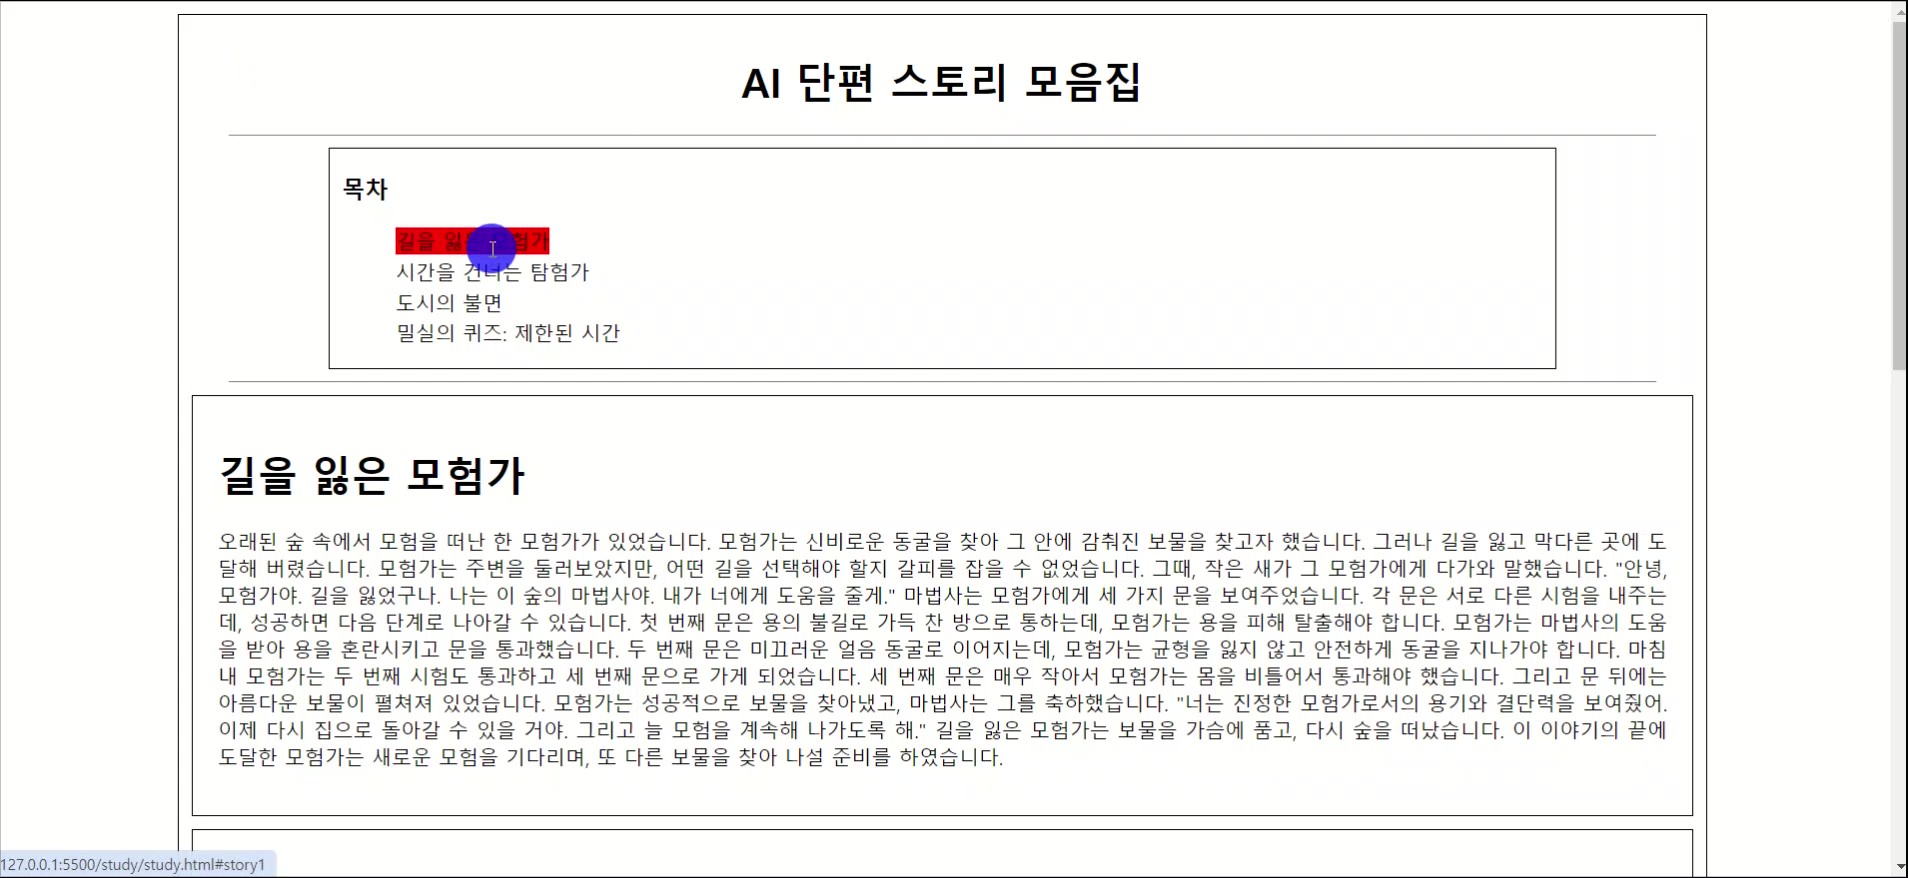 AI 단편 스토리 모음집
목차
길을 잃은 모험가
시간을 건너는 탐험가
도시의 불면
밀실의 퀴즈: 제한된 시간
길을 잃은 모험가
오래된 숲 속에서 모험을 떠난 한 모험가가 있었습니다. 모험가는 신비로운 동굴을 찾아 그 안에 감춰진 보물을 찾고자 했습니다. 그러나 길을 잃고 막다른 곳에 도
달해 버렸습니다. 모험가는 주변을 둘러보았지만, 어떤 길을 선택해야 할지 갈피를 잡을 수 없었습니다. 그때, 작은 새가 그 모험가에게 다가와 말했습니다. "안녕,
모험가야. 길을 잃었구나. 나는 이 숲의 마법사야. 내가 너에게 도움을 줄게." 마법사는 모험가에게 세 가지 문을 보여주었습니다. 각 문은 서로 다른 시험을 내주는
데, 성공하면 다음 단계로 나아갈 수 있습니다. 첫 번째 문은 용의 불길로 가득 찬 방으로 통하는데, 모험가는 용을 피해 탈출해야 합니다. 모험가는 마법사의 도움
을 받아 용을 혼란시키고 문을 통과했습니다. 두 번째 문은 미끄러운 얼음 동굴로 이어지는데, 모험가는 균형을 잃지 않고 안전하게 동굴을 지나가야 합니다. 마침
내 모험가는 두 번째 시험도 통과하고 세 번째 문으로 가게 되었습니다. 세 번째 문은 매우 작아서 모험가는 몸을 비틀어서 통과해야 했습니다. 그리고 문 뒤에는
아름다운 보물이 펼쳐져 있었습니다. 모험가는 성공적으로 보물을 찾아냈고, 마법사는 그를 축하했습니다. "너는 진정한 모험가로서의 용기와 결단력을 보여줬어.
이제 다시 집으로 돌아갈 수 있을 거야. 그리고 늘 모험을 계속해 나가도록 해." 길을 잃은 모험가는 보물을 가슴에 품고, 다시 숲을 떠났습니다. 이 이야기의 끝에
도달한 모험가는 새로운 모험을 기다리며, 또 다른 보물을 찾아 나설 준비를 하였습니다.
127.0.0.1:5500/study/study.html#story1